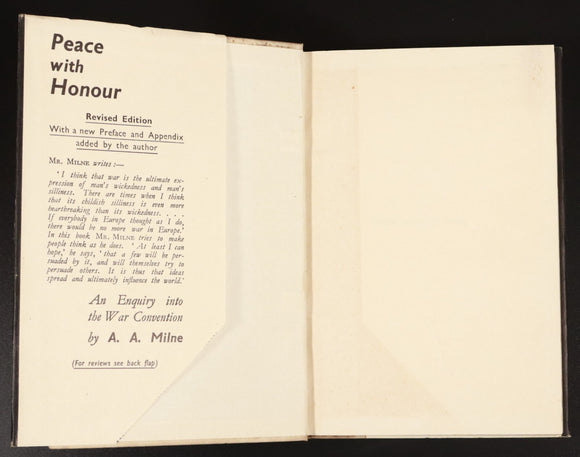 Peace
with
Honour
Revised Edition
With a new Preface and Appendix
added by the author
MR. MILNE writes :—
‘ I think that war is the ultimate ex-
pression of man's wickedness and man's
silliness. There are times when I think
that its childish silliness is even more
heartbreaking than its wickedness. . . .
If everybody in Europe thought as I do,
there would be no more war in Europe.’
In this book MR. MILNE tries to make
people think as he does. ‘ At least I can
hope,’ he says, ‘ that a few will be per-
suaded by it, and will themselves try to
persuade others. It is thus that ideas
spread and ultimately influence the world.’
An Enquiry into
the War Convention
by A. A. Milne
(For reviews see back flap)